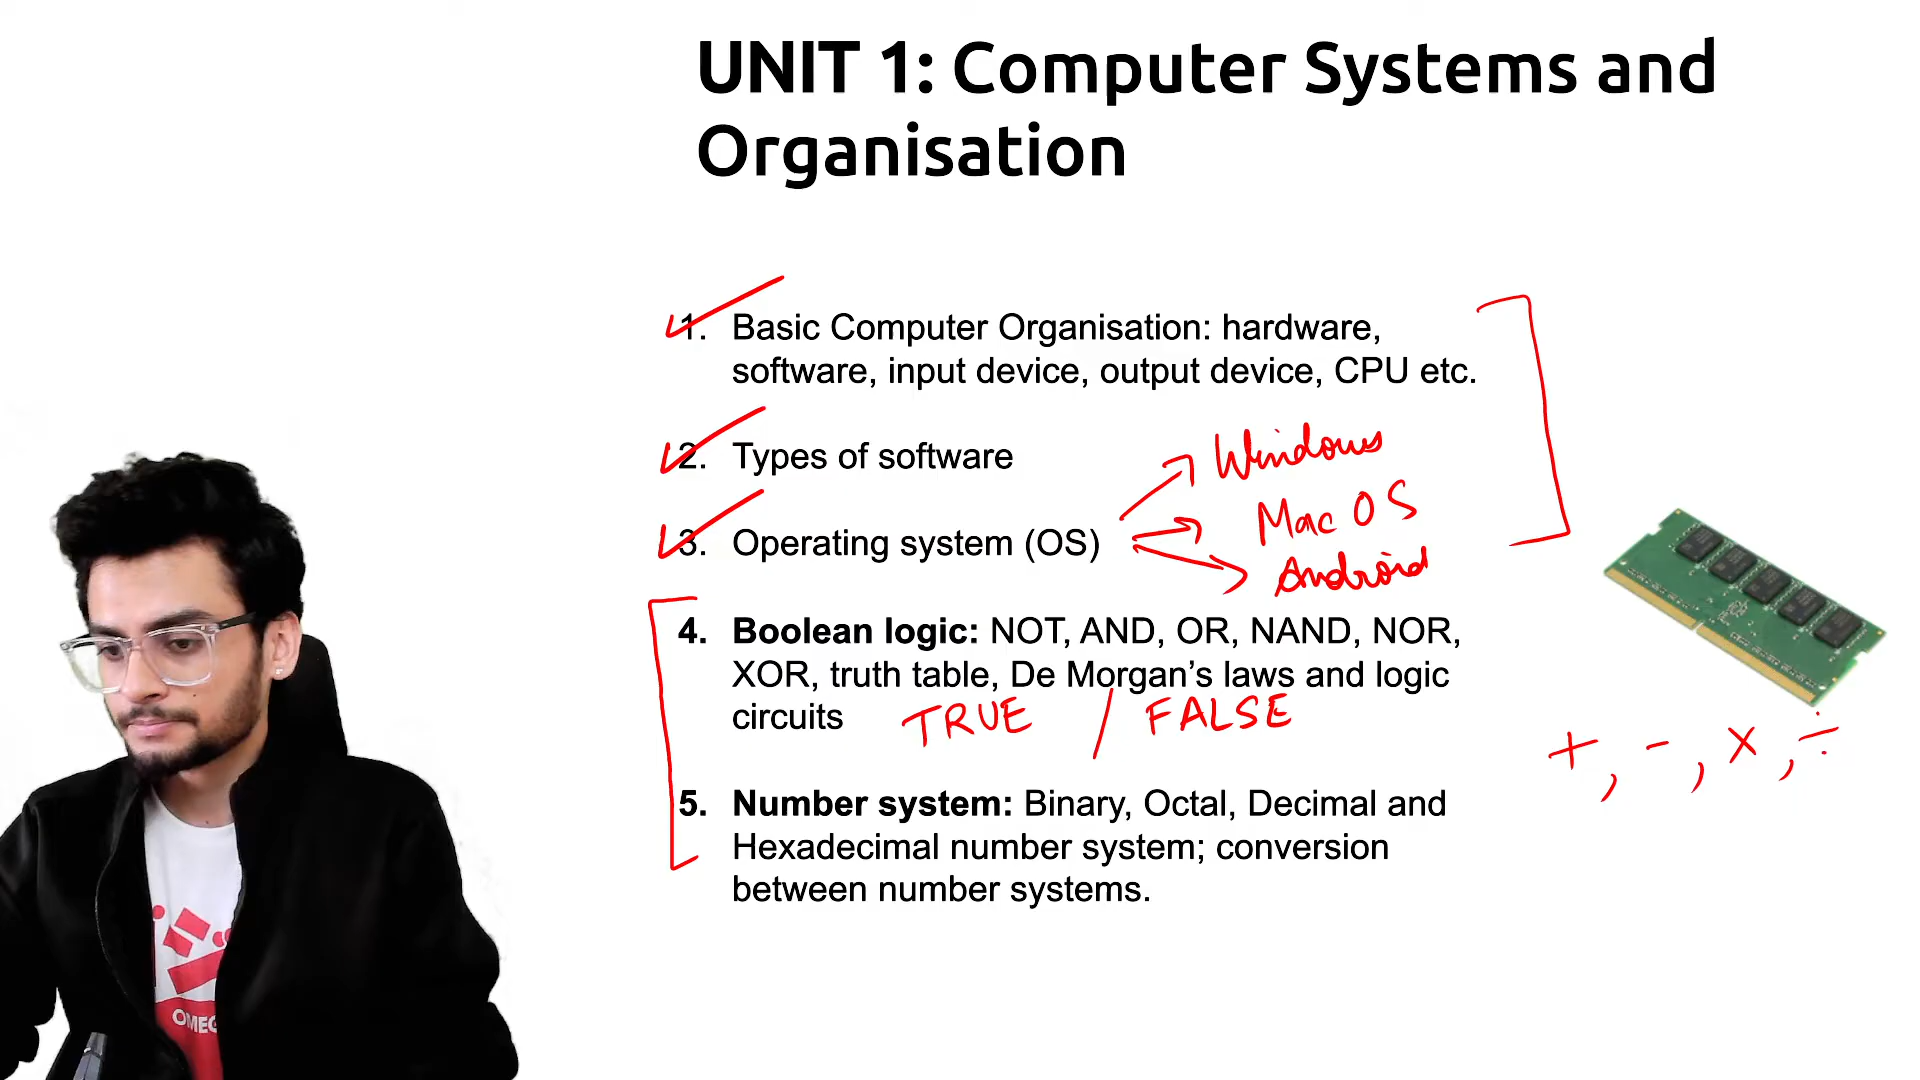 UNIT 1: Computer Systems and
Organisation
1. Basic Computer Organisation: hardware,
software, input device, output device, CPU etc.
2. Types of software
Windows
Mac OS
3. Operating system (OS)
Android
4. Boolean logic: NOT, AND, OR, NAND, NOR,
XOR, truth table, De Morgan’s laws and logic
circuits TRUE / FALSE
+, -, ×, ÷
5. Number system: Binary, Octal, Decimal and
Hexadecimal number system; conversion
between number systems.
OMEG